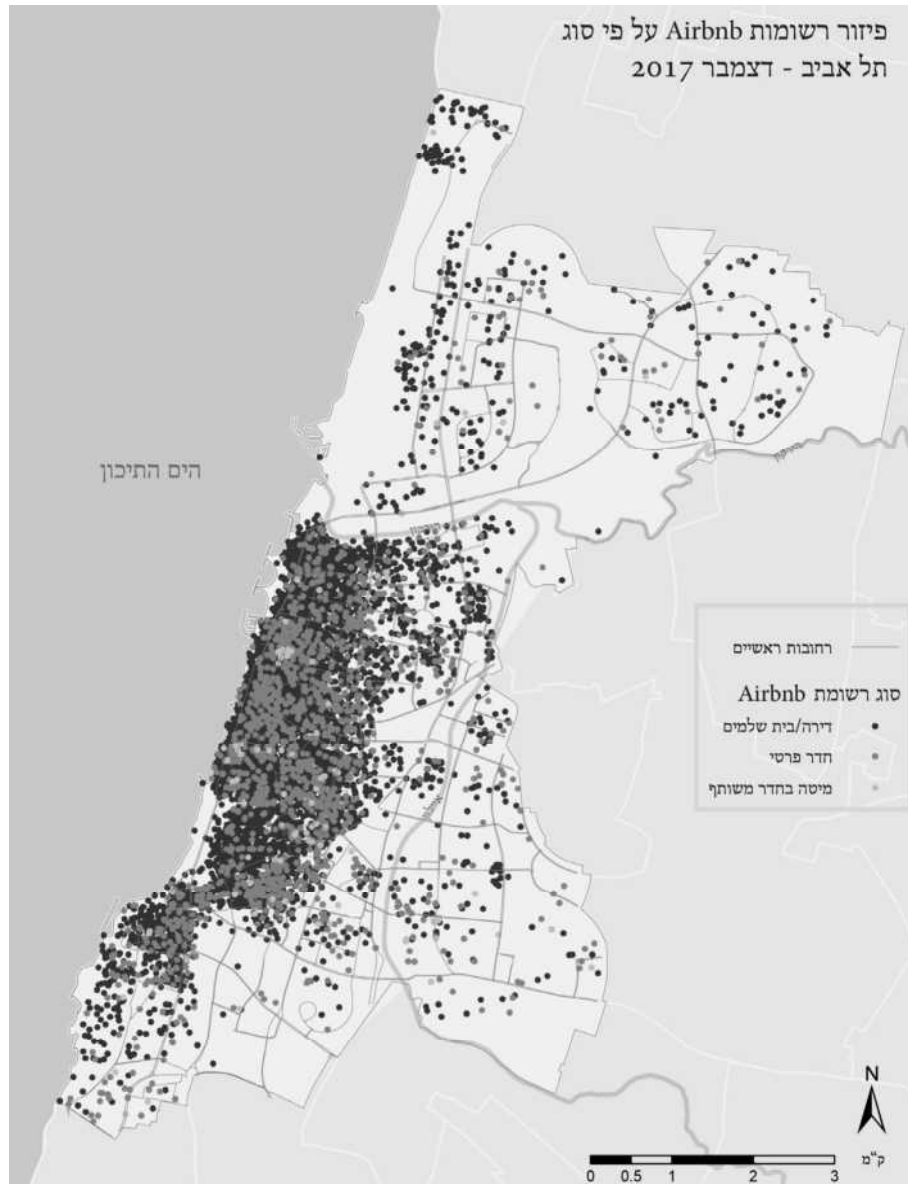 פיזור רשומות Airbnb על פי סוג
תל אביב - דצמבר 2017
הים התיכון
הירקון
רחובות ראשיים
סוג רשומת Airbnb
דירה/בית שלמים
חדר פרטי
מיטה בחדר משותף
N
ק"מ
0 0.5 1 2 3